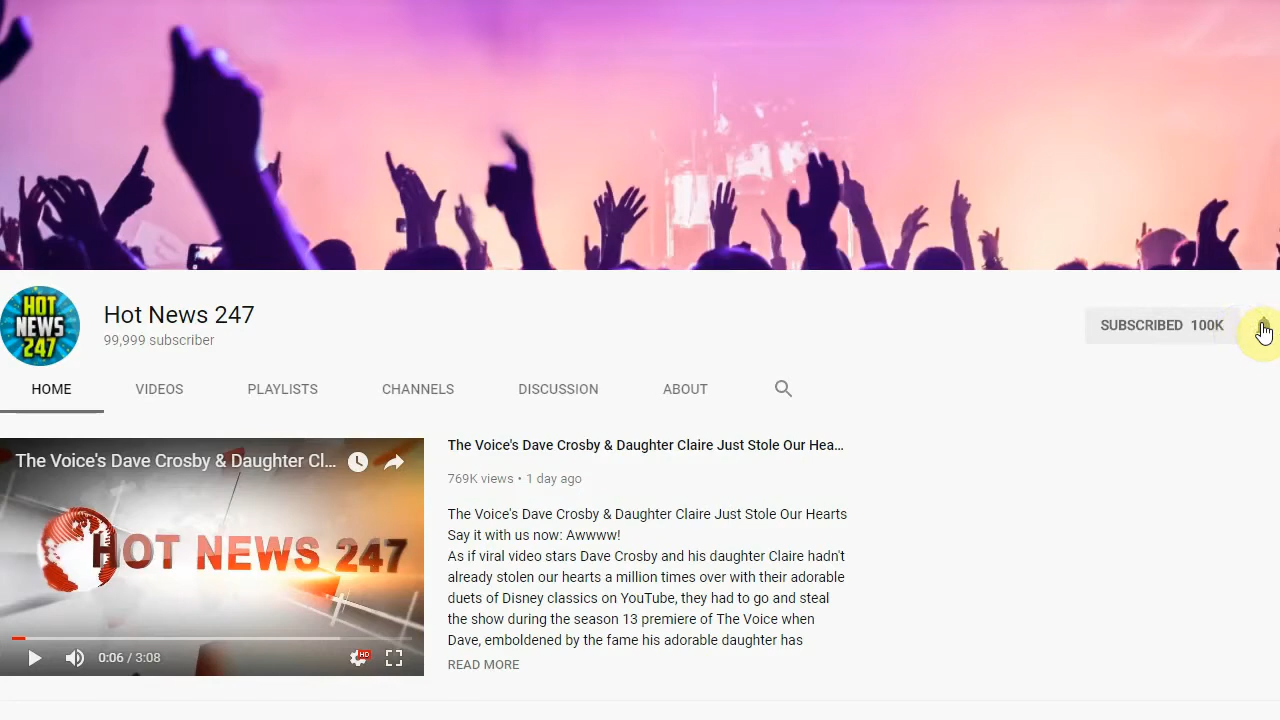 HOT
NEWS
247
Hot News 247
99,999 subscriber
SUBSCRIBED 100K
HOME VIDEOS PLAYLISTS CHANNELS DISCUSSION ABOUT
The Voice's Dave Crosby & Daughter Cl...
HOT NEWS 247
0:06 / 3:08
HD
The Voice's Dave Crosby & Daughter Claire Just Stole Our Hea...
769K views • 1 day ago
The Voice's Dave Crosby & Daughter Claire Just Stole Our Hearts
Say it with us now: Awwww!
As if viral video stars Dave Crosby and his daughter Claire hadn't
already stolen our hearts a million times over with their adorable
duets of Disney classics on YouTube, they had to go and steal
the show during the season 13 premiere of The Voice when
Dave, emboldened by the fame his adorable daughter has
READ MORE